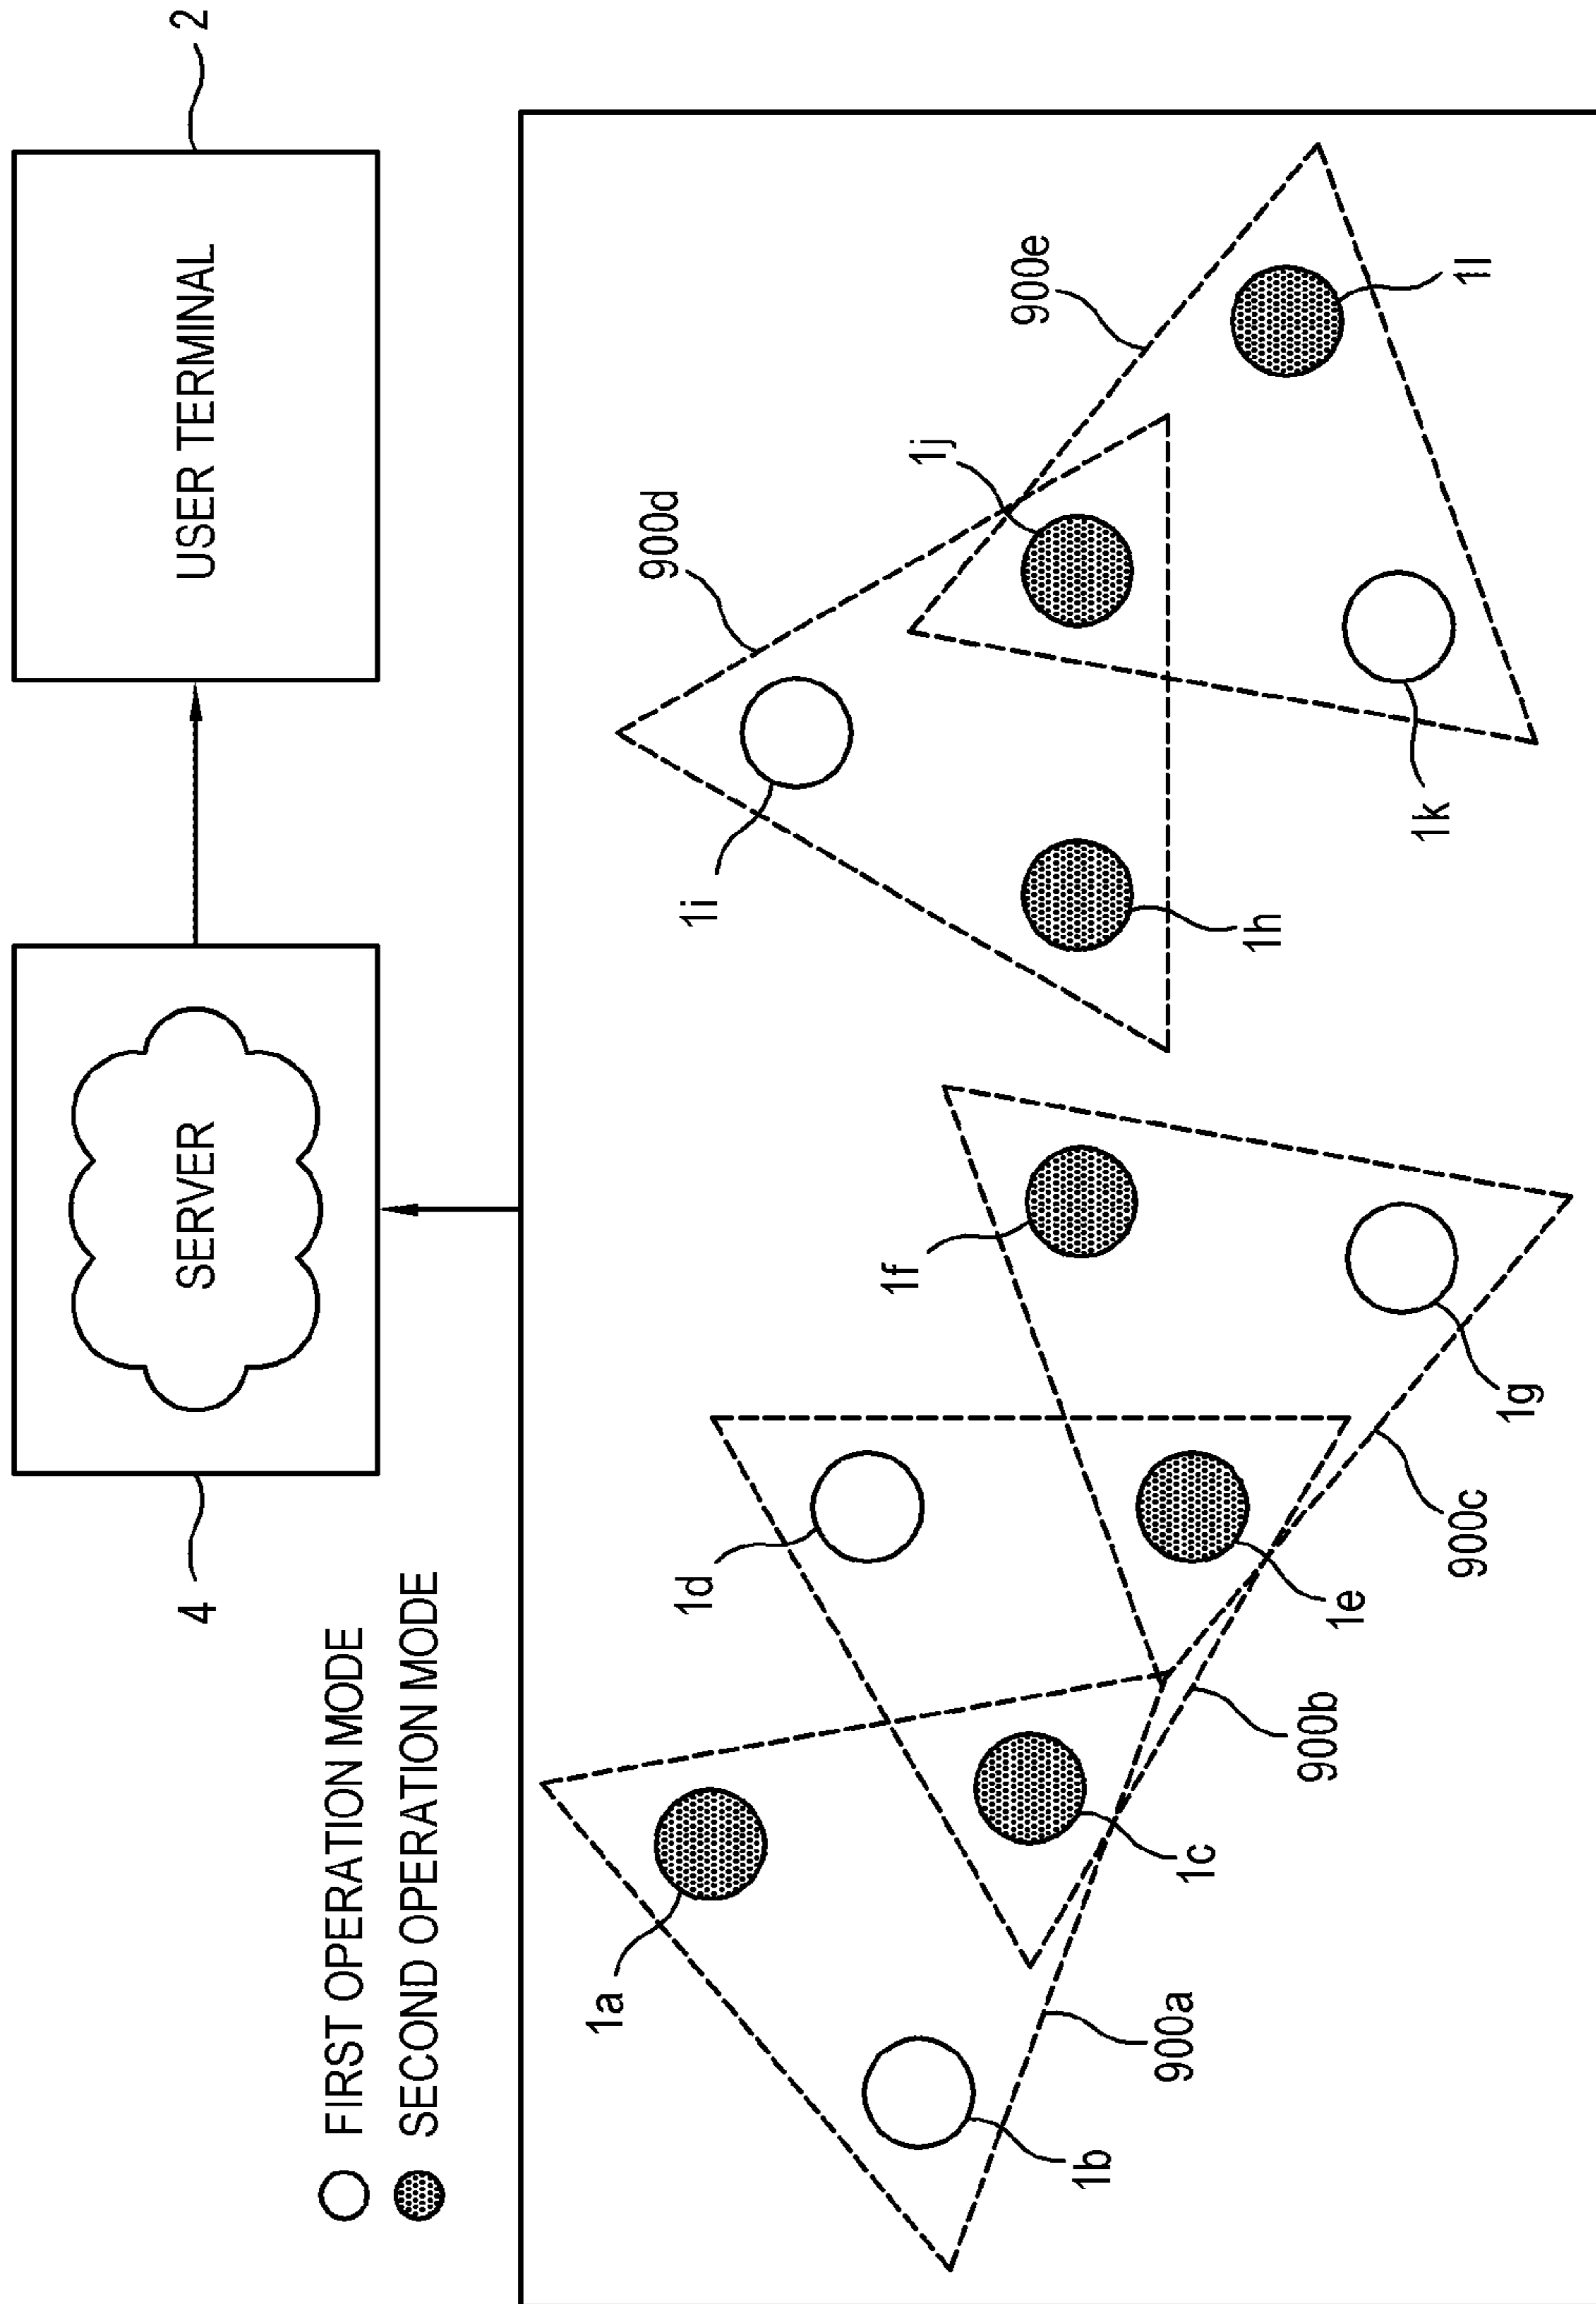 4
SERVER
USER TERMINAL
2
FIRST OPERATION MODE
SECOND OPERATION MODE
1a
1b
900a
1c
900b
1d
1e
900c
1f
1g
900d
1i
1h
1j
900e
1k
1l